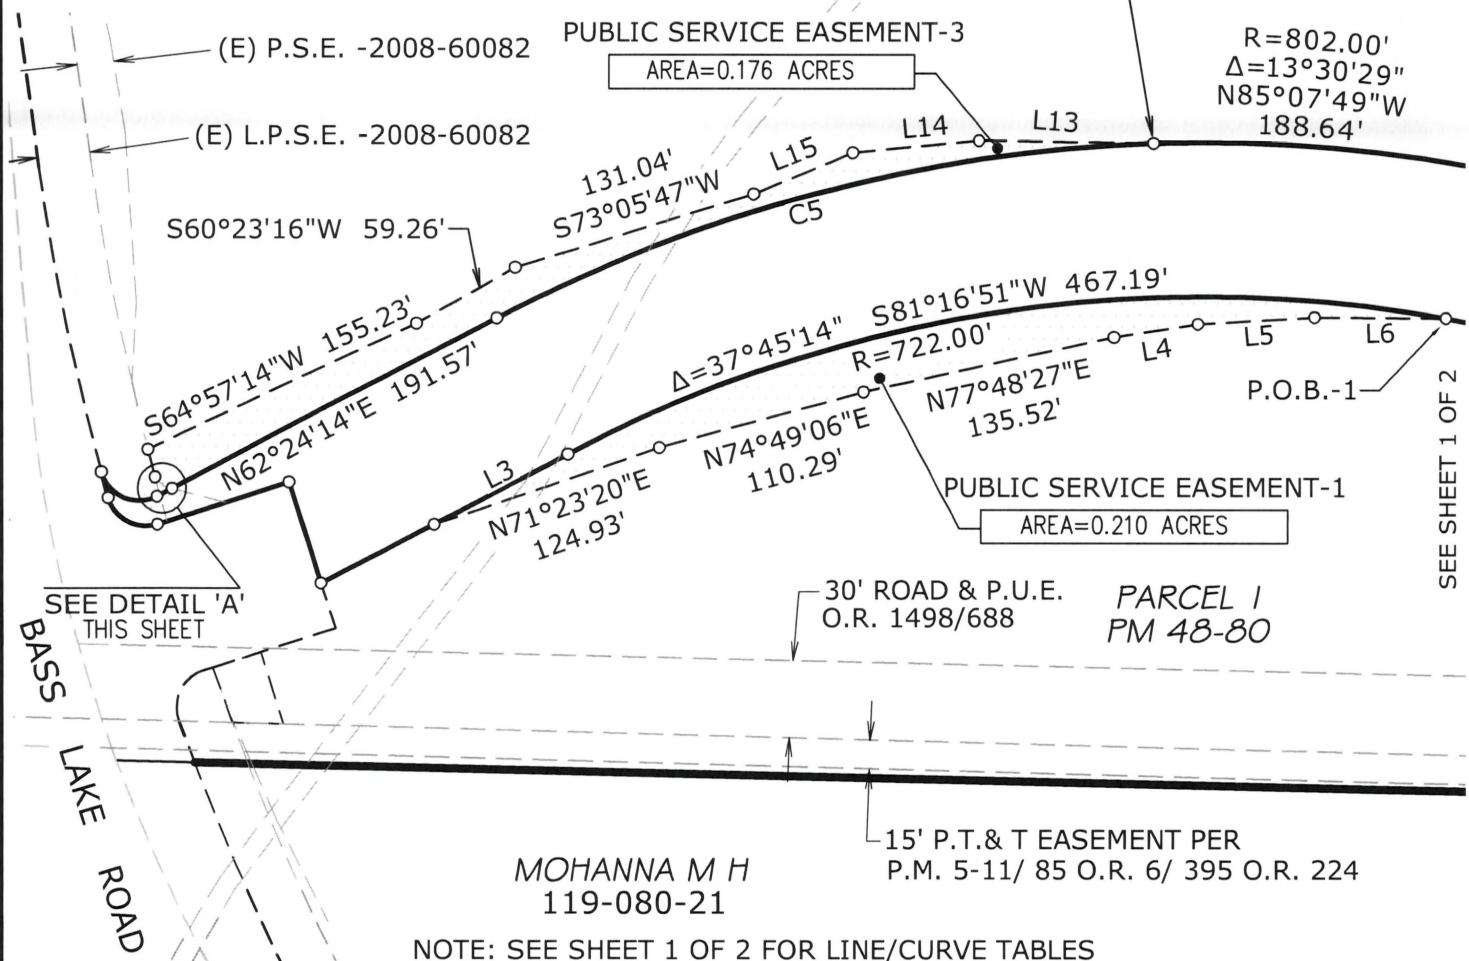 (E) P.S.E. -2008-60082
PUBLIC SERVICE EASEMENT-3
AREA=0.176 ACRES
R=802.00'
Δ=13°30'29"
N85°07'49"W
188.64'
(E) L.P.S.E. -2008-60082
L14
L13
L15
131.04'
S73°05'47"W
C5
S60°23'16"W 59.26'
S64°57'14"W 155.23'
N62°24'14"E 191.57'
Δ=37°45'14"
S81°16'51"W 467.19'
R=722.00'
L4
L5
L6
P.O.B.-1
N77°48'27"E
135.52'
N74°49'06"E
110.29'
L3
N71°23'20"E
124.93'
PUBLIC SERVICE EASEMENT-1
AREA=0.210 ACRES
SEE SHEET 1 OF 2
SEE DETAIL 'A'
THIS SHEET
30' ROAD & P.U.E.
O.R. 1498/688
PARCEL 1
PM 48-80
BASS LAKE ROAD
15' P.T.& T EASEMENT PER
P.M. 5-11/ 85 O.R. 6/ 395 O.R. 224
MOHANNA M H
119-080-21
NOTE: SEE SHEET 1 OF 2 FOR LINE/CURVE TABLES